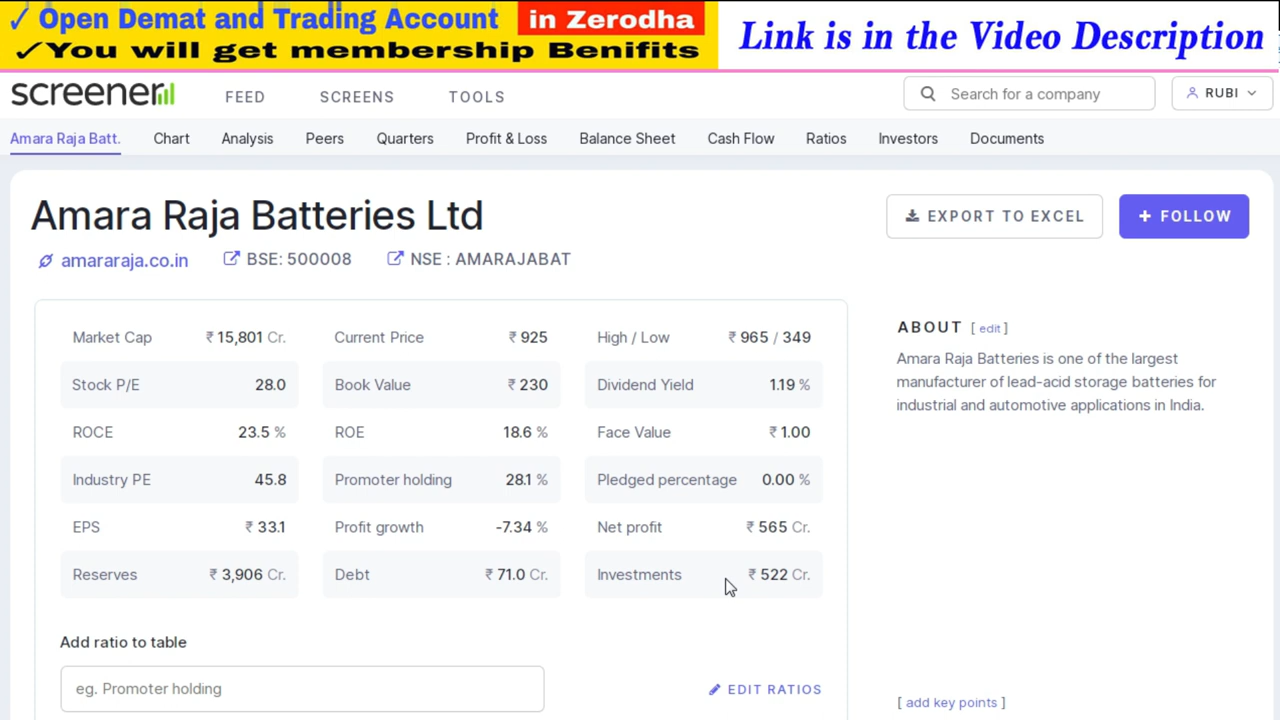 ✓ Open Demat and Trading Account in Zerodha
✓You will get membership Benifits
Link is in the Video Description
screener
FEED SCREENS TOOLS
Search for a company
RUBI
Amara Raja Batt. Chart Analysis Peers Quarters Profit & Loss Balance Sheet Cash Flow Ratios Investors Documents
Amara Raja Batteries Ltd
EXPORT TO EXCEL
+ FOLLOW
amararaja.co.in BSE: 500008 NSE : AMARAJABAT
Market Cap ₹ 15,801 Cr. Current Price ₹ 925 High / Low ₹ 965 / 349
Stock P/E 28.0 Book Value ₹ 230 Dividend Yield 1.19 %
ROCE 23.5 % ROE 18.6 % Face Value ₹ 1.00
Industry PE 45.8 Promoter holding 28.1 % Pledged percentage 0.00 %
EPS ₹ 33.1 Profit growth -7.34 % Net profit ₹ 565 Cr.
Reserves ₹ 3,906 Cr. Debt ₹ 71.0 Cr. Investments ₹ 522 Cr.
Add ratio to table
eg. Promoter holding
EDIT RATIOS
ABOUT [ edit ]
Amara Raja Batteries is one of the largest
manufacturer of lead-acid storage batteries for
industrial and automotive applications in India.
[ add key points ]